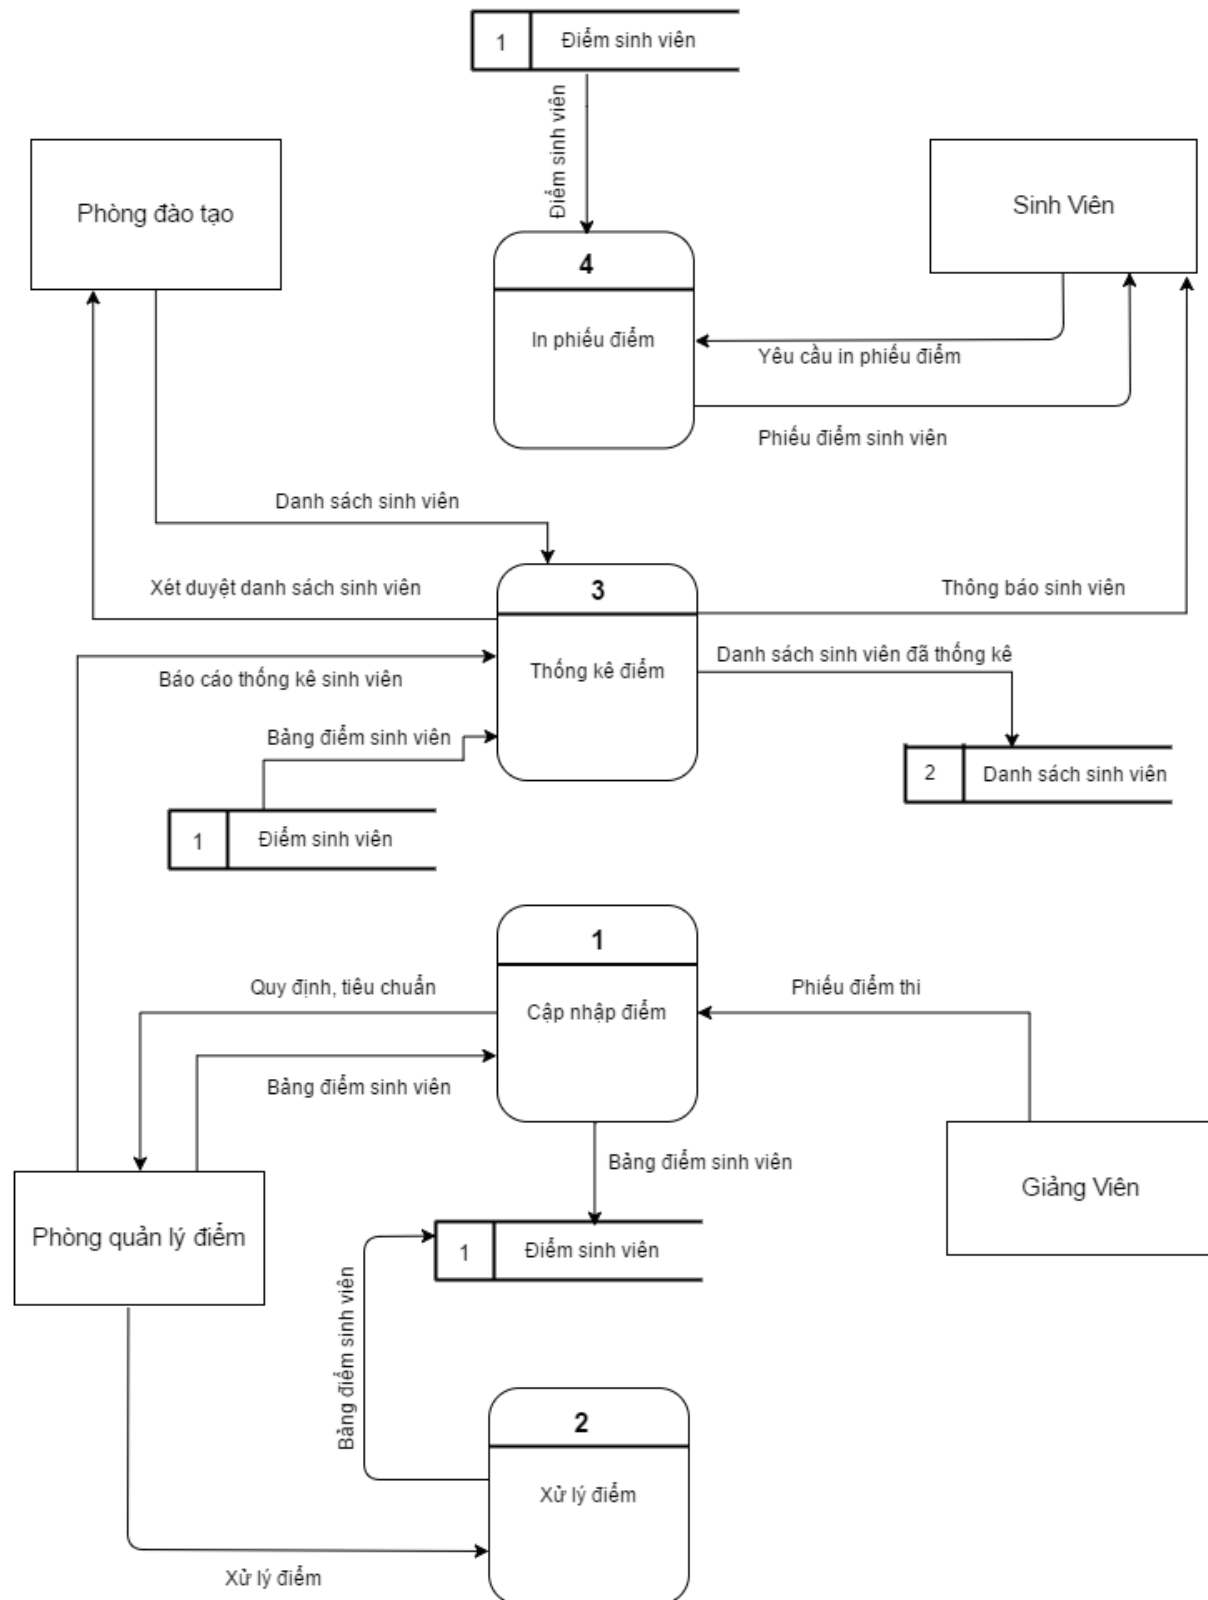 1
Điểm sinh viên
Điểm sinh viên
Phòng đào tạo
Sinh Viên
4
In phiếu điểm
Yêu cầu in phiếu điểm
Phiếu điểm sinh viên
Danh sách sinh viên
Xét duyệt danh sách sinh viên
3
Thông báo sinh viên
Báo cáo thống kê sinh viên
Thống kê điểm
Danh sách sinh viên đã thống kê
Bảng điểm sinh viên
2
Danh sách sinh viên
1
Điểm sinh viên
1
Quy định, tiêu chuẩn
Cập nhập điểm
Phiếu điểm thi
Bảng điểm sinh viên
Bảng điểm sinh viên
Giảng Viên
Phòng quản lý điểm
1
Điểm sinh viên
Bảng điểm sinh viên
2
Xử lý điểm
Xử lý điểm